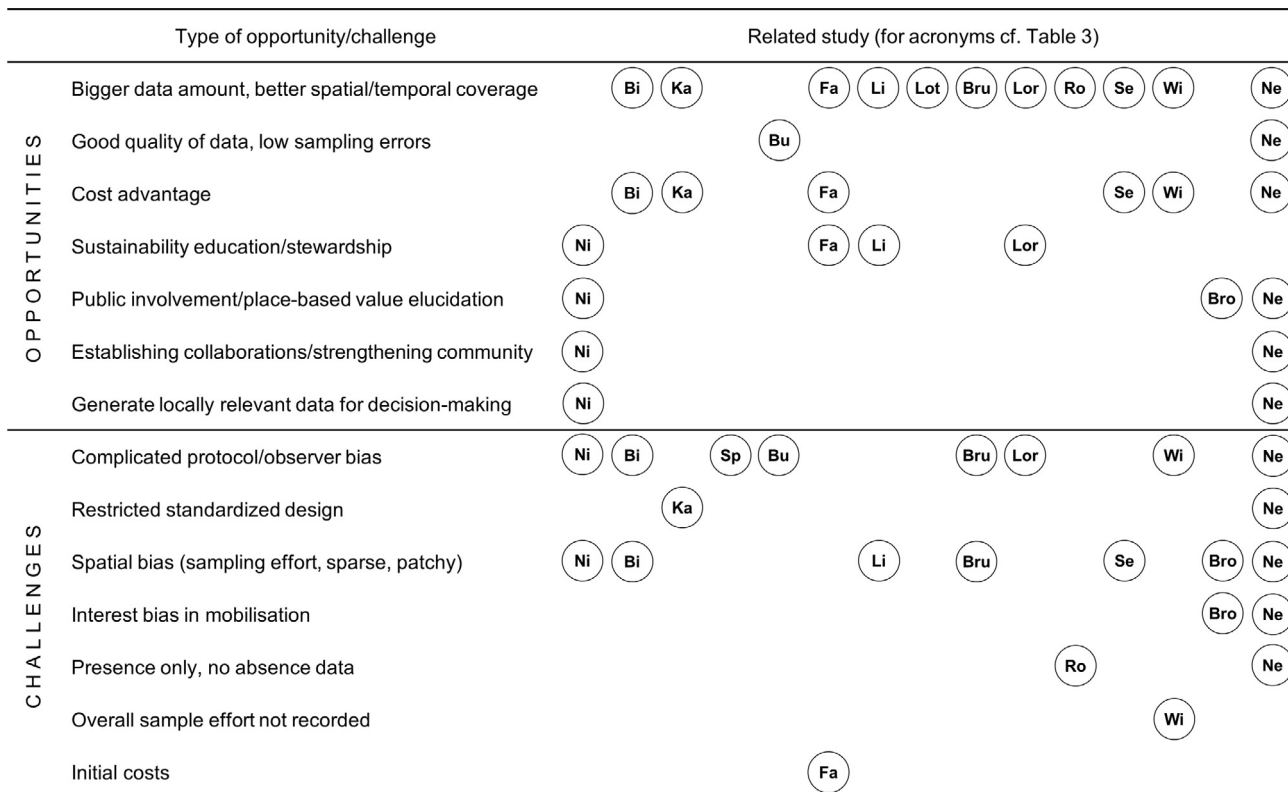 Type of opportunity/challenge Related study (for acronyms cf. Table 3)
OPPORTUNITIES
Bigger data amount, better spatial/temporal coverage Bi Ka Fa Li Lot Bru Lor Ro Se Wi Ne
Good quality of data, low sampling errors Bu Ne
Cost advantage Bi Ka Fa Se Wi Ne
Sustainability education/stewardship Ni Fa Li Lor
Public involvement/place-based value elucidation Ni Bro Ne
Establishing collaborations/strengthening community Ni Ne
Generate locally relevant data for decision-making Ni Ne
CHALLENGES
Complicated protocol/observer bias Ni Bi Sp Bu Bru Lor Wi Ne
Restricted standardized design Ka Ne
Spatial bias (sampling effort, sparse, patchy) Ni Bi Li Bru Se Bro Ne
Interest bias in mobilisation Bro Ne
Presence only, no absence data Ro Ne
Overall sample effort not recorded Wi
Initial costs Fa